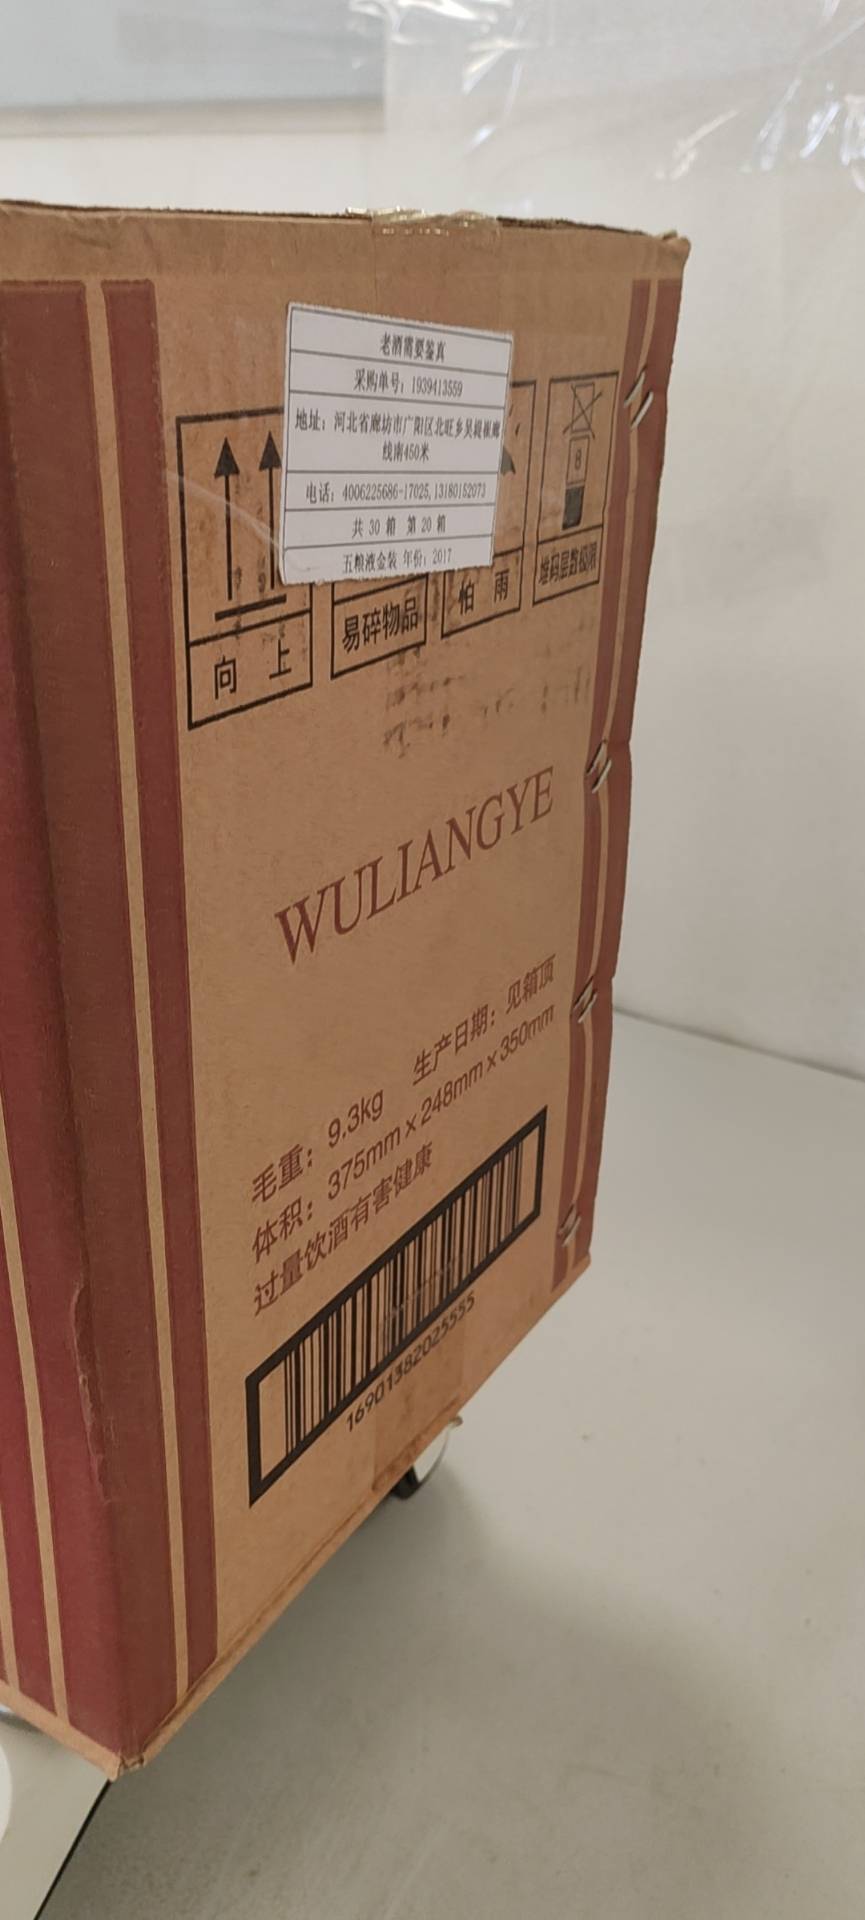 老酒需要鉴真
采购单号：1939413559
地址：河北省廊坊市广阳区北旺乡吴堤崔廊
线南450米
电话：4006225686-17025,13180152073
共 30 箱 第 20 箱
五粮液金装 年份：2017
8
向 上
易碎物品
怕 雨
堆码层数极限
WULIANGYE
毛重：9.3kg 生产日期：见箱顶
体积：375mm×248mm×350mm
过量饮酒有害健康
16901382025555